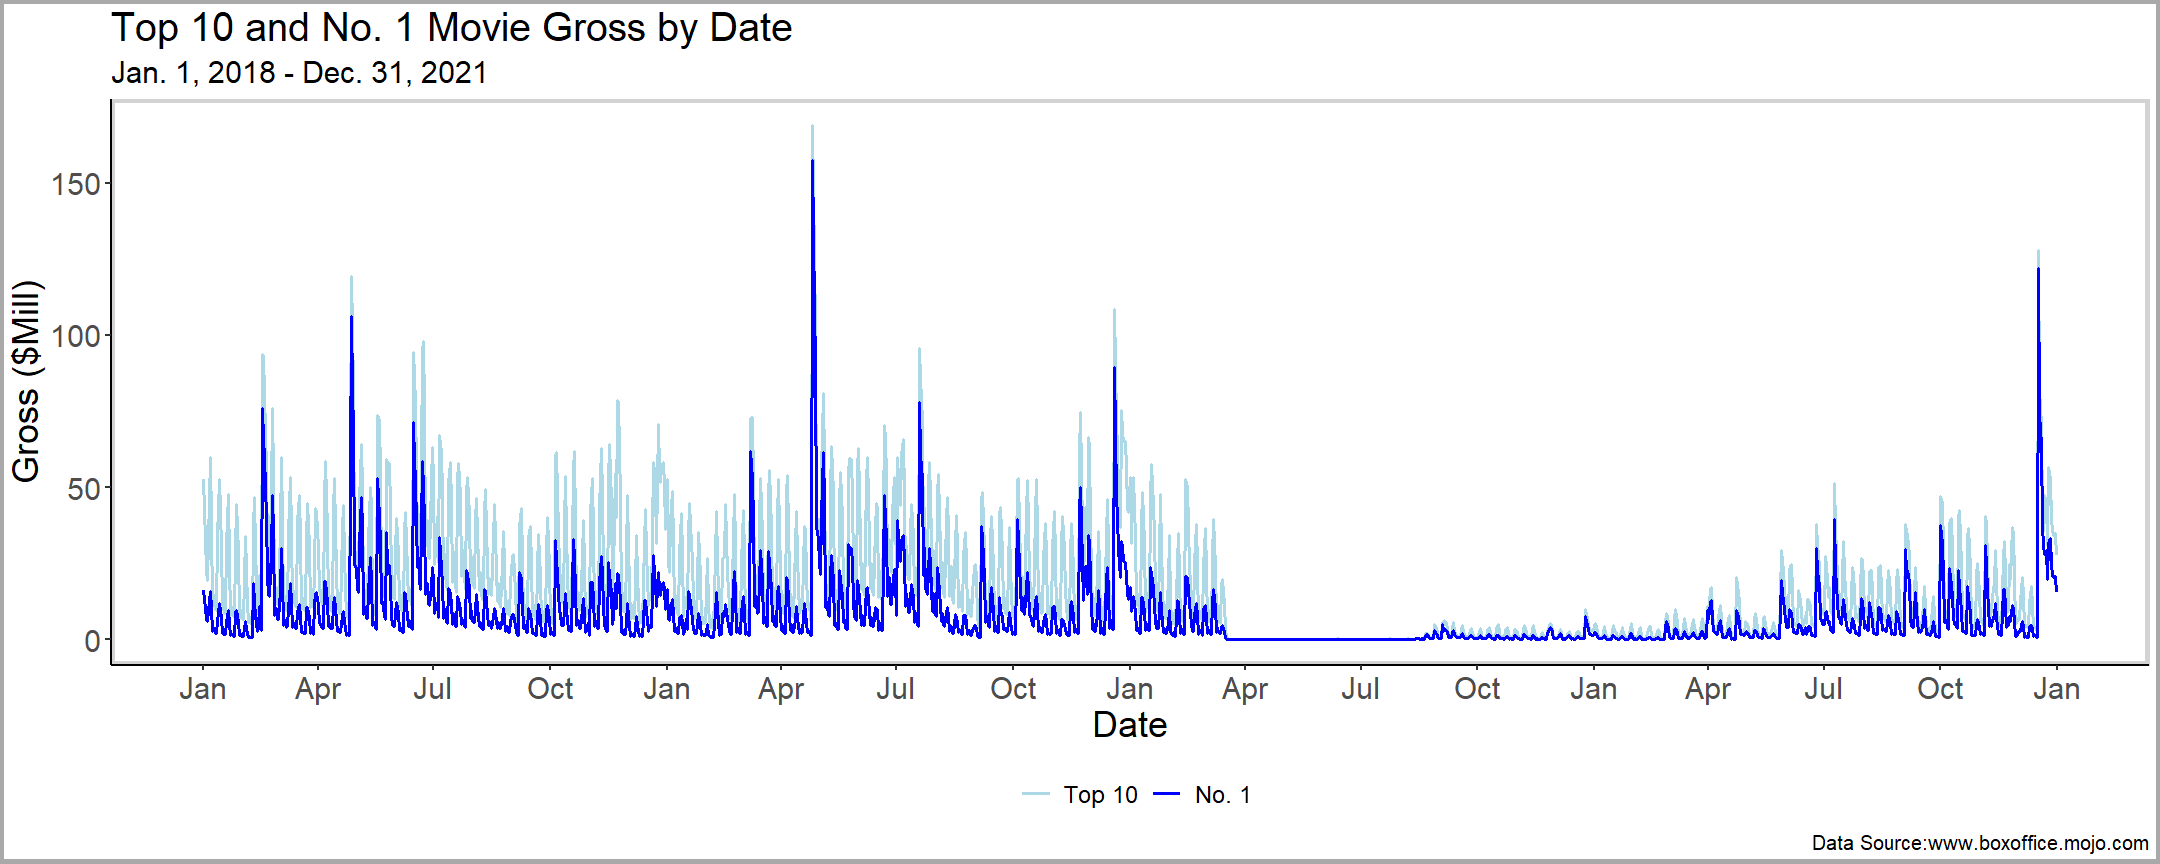 Top 10 and No. 1 Movie Gross by Date
Jan. 1, 2018 - Dec. 31, 2021
Gross ($Mill)
150
100
50
0
Jan Apr Jul Oct Jan Apr Jul Oct Jan Apr Jul Oct Jan Apr Jul Oct Jan
Date
Top 10 No. 1
Data Source:www.boxoffice.mojo.com